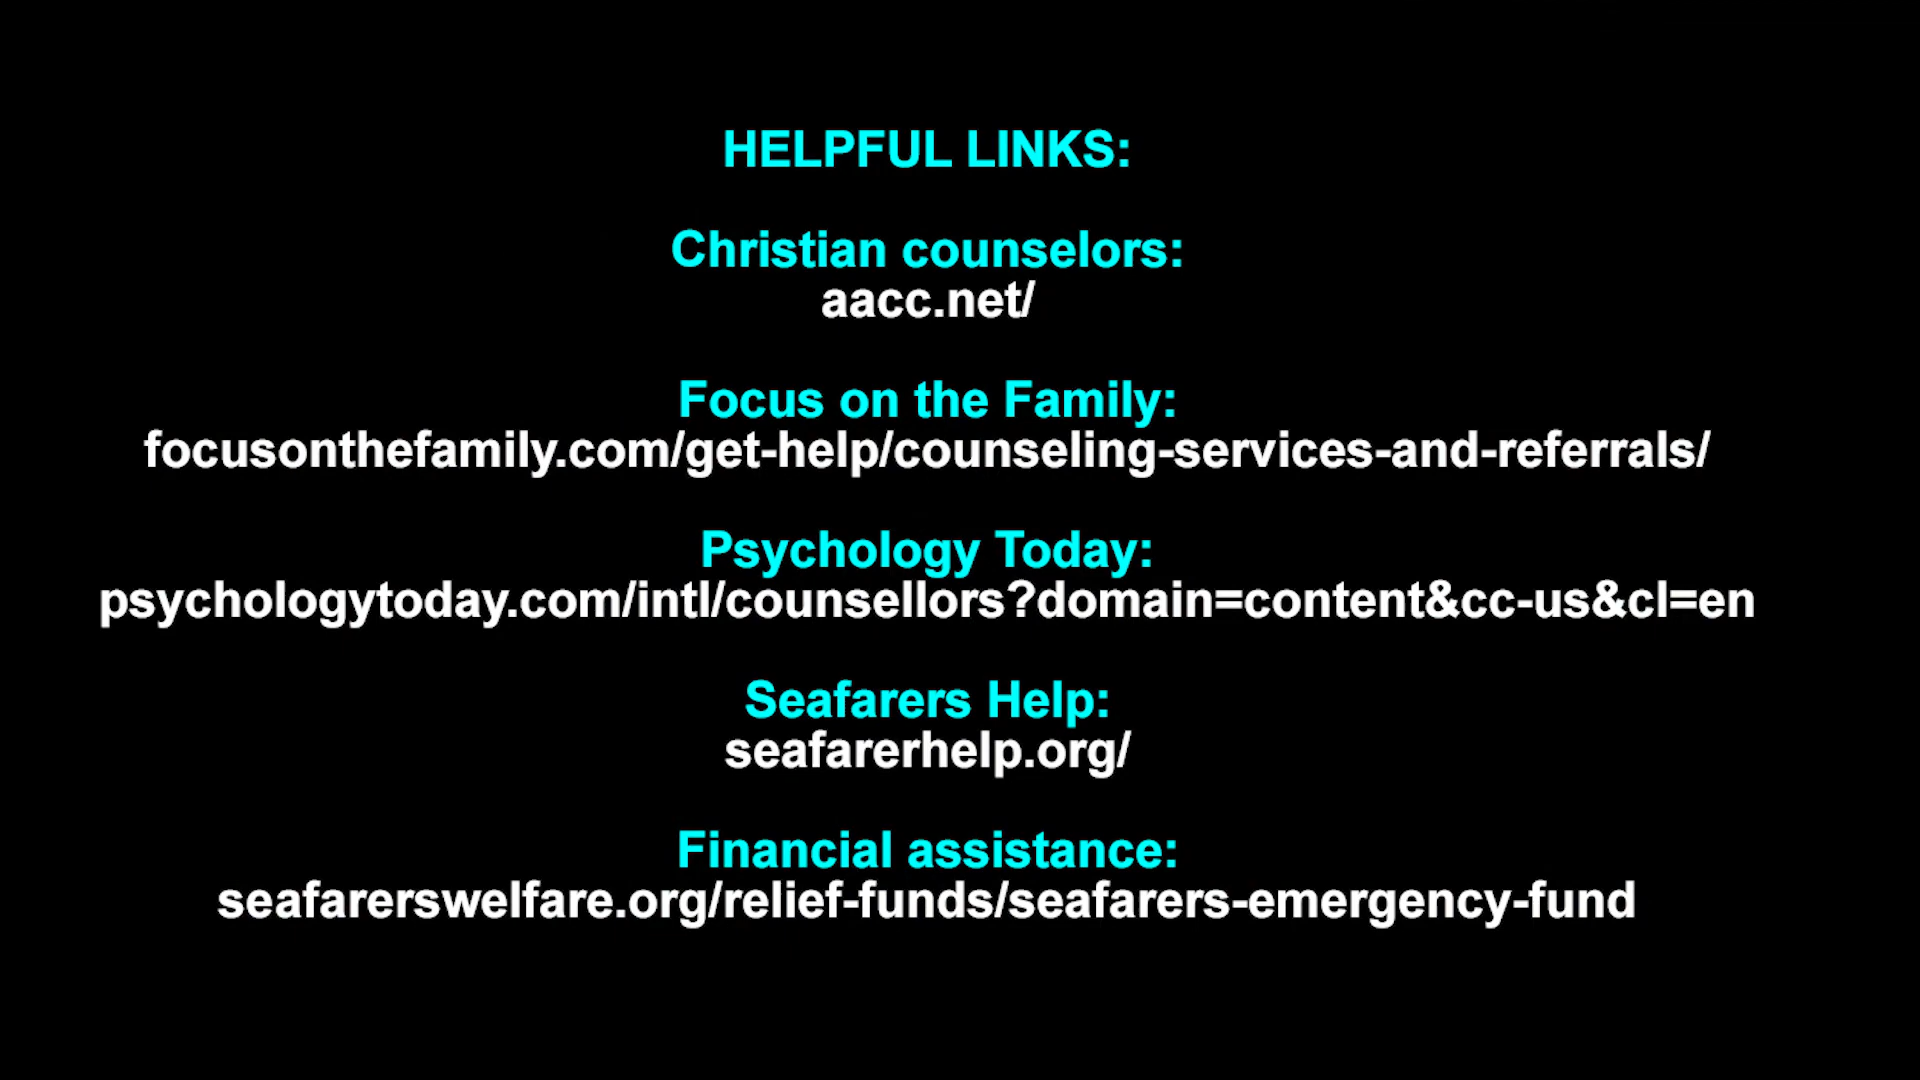 HELPFUL LINKS:
Christian counselors:
aacc.net/
Focus on the Family:
focusonthefamily.com/get-help/counseling-services-and-referrals/
Psychology Today:
psychologytoday.com/intl/counsellors?domain=content&cc-us&cl=en
Seafarers Help:
seafarerhelp.org/
Financial assistance:
seafarerswelfare.org/relief-funds/seafarers-emergency-fund